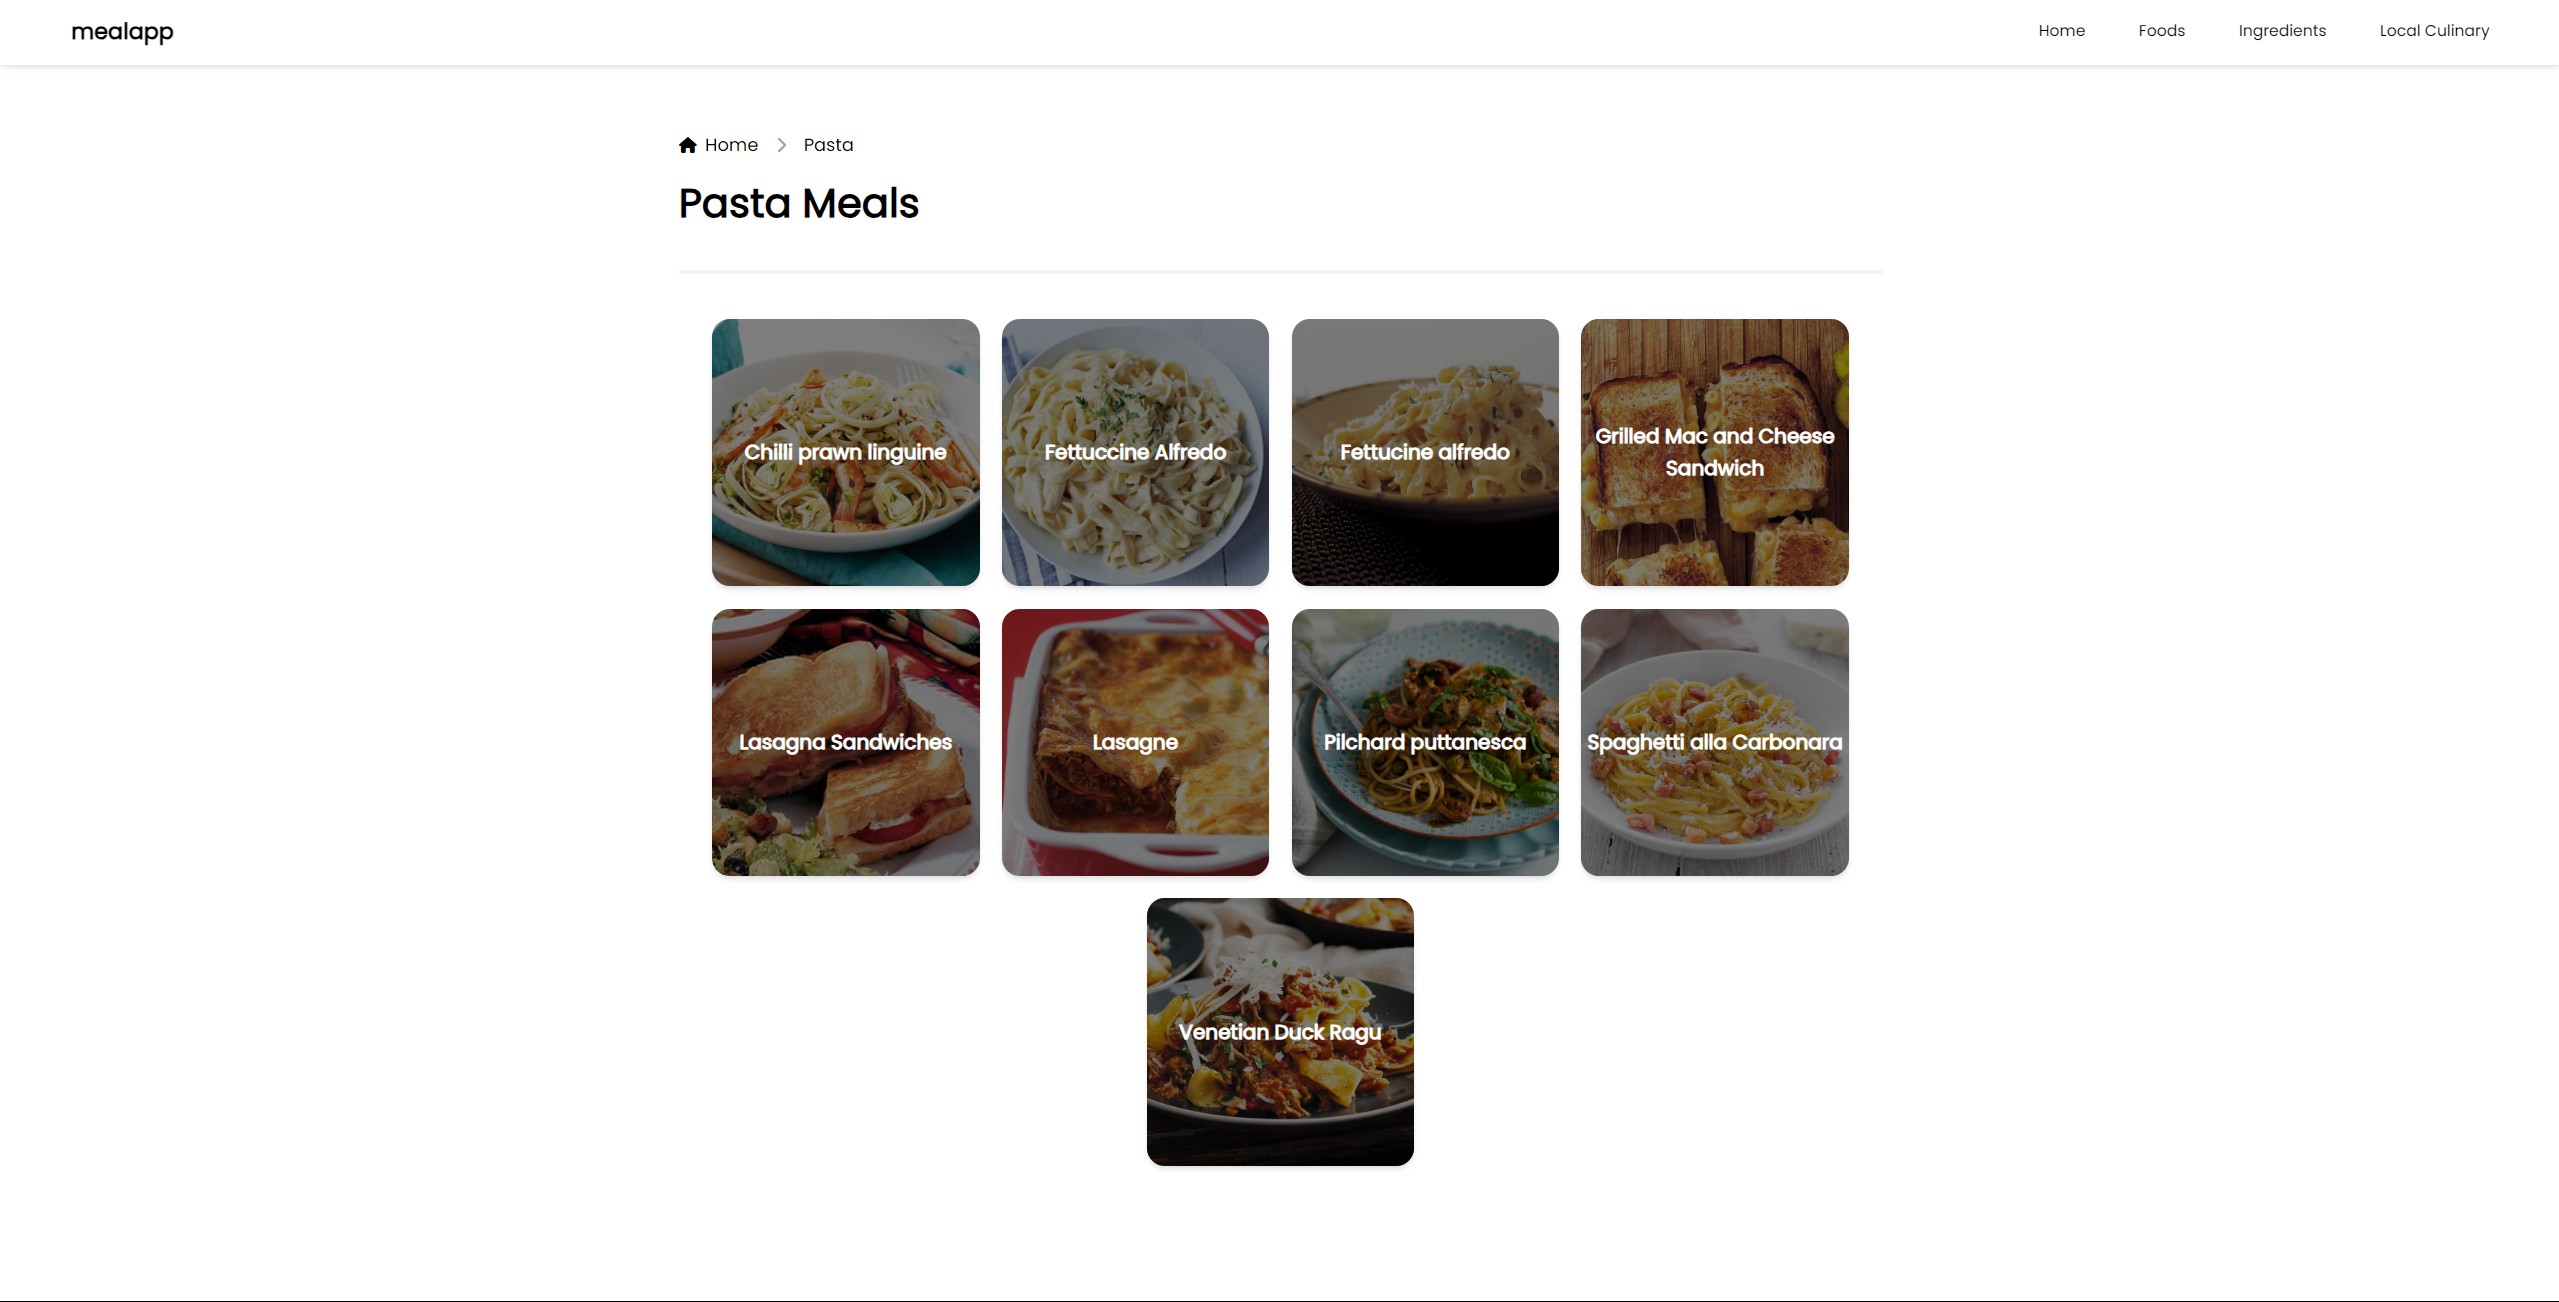 mealapp
Home
Foods
Ingredients
Local Culinary
Home
Pasta
Pasta Meals
Chilli prawn linguine
Fettuccine Alfredo
Fettucine alfredo
Grilled Mac and Cheese
Sandwich
Lasagna Sandwiches
Lasagne
Pilchard puttanesca
Spaghetti alla Carbonara
Venetian Duck Ragu